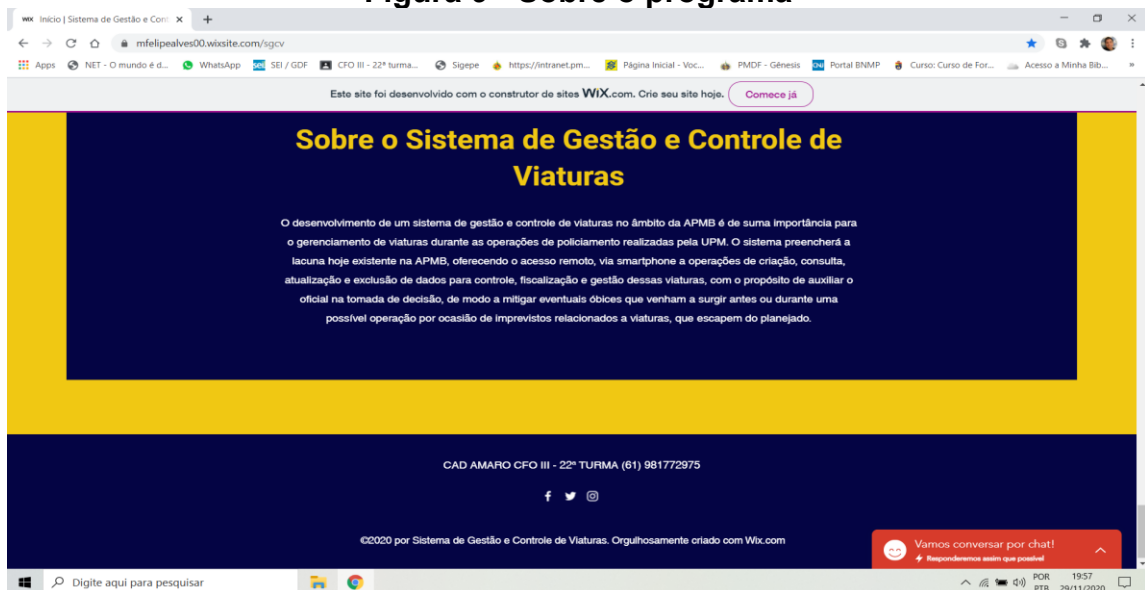 Início | Sistema de Gestão e Cont
mfelipealves00.wixsite.com/sgcv
Apps NET - O mundo é d... WhatsApp SEI / GDF CFO III - 22ª turma... Sigepe https://intranet.pm... Página Inicial - Voc... PMDF - Gênesis Portal BNMP Curso: Curso de For... Acesso a Minha Bib... »
Este site foi desenvolvido com o construtor de sites WiX.com. Crie seu site hoje. Comece já
Sobre o Sistema de Gestão e Controle de
Viaturas
O desenvolvimento de um sistema de gestão e controle de viaturas no âmbito da APMB é de suma importância para
o gerenciamento de viaturas durante as operações de policiamento realizadas pela UPM. O sistema preencherá a
lacuna hoje existente na APMB, oferecendo o acesso remoto, via smartphone a operações de criação, consulta,
atualização e exclusão de dados para controle, fiscalização e gestão dessas viaturas, com o propósito de auxiliar o
oficial na tomada de decisão, de modo a mitigar eventuais óbices que venham a surgir antes ou durante uma
possível operação por ocasião de imprevistos relacionados a viaturas, que escapem do planejado.
CAD AMARO CFO III - 22ª TURMA (61) 981772975
©2020 por Sistema de Gestão e Controle de Viaturas. Orgulhosamente criado com Wix.com
Vamos conversar por chat!
Responderemos assim que possível
Digite aqui para pesquisar
POR 19:57
PTB 29/11/2020